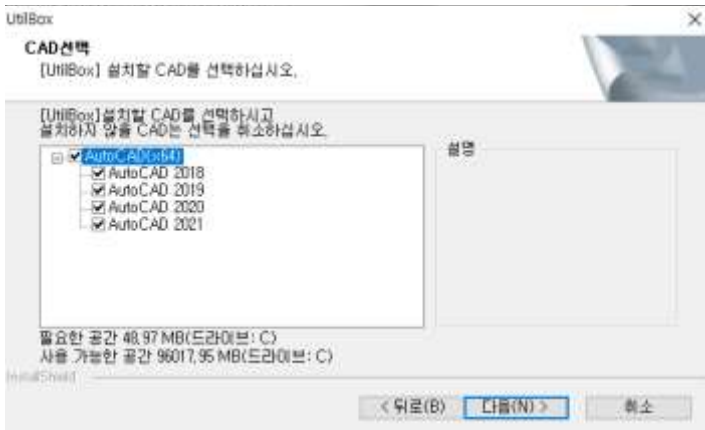 UtilBox
CAD선택
[UtilBox] 설치할 CAD를 선택하십시오.
[UtilBox]설치할 CAD를 선택하시고
설치하지 않을 CAD는 선택을 취소하십시오.
AutoCAD(x64)
AutoCAD 2018
AutoCAD 2019
AutoCAD 2020
AutoCAD 2021
설명
필요한 공간 48.97 MB(드라이브: C)
사용 가능한 공간 96017.95 MB(드라이브: C)
InstallShield
< 뒤로(B)
다음(N) >
취소